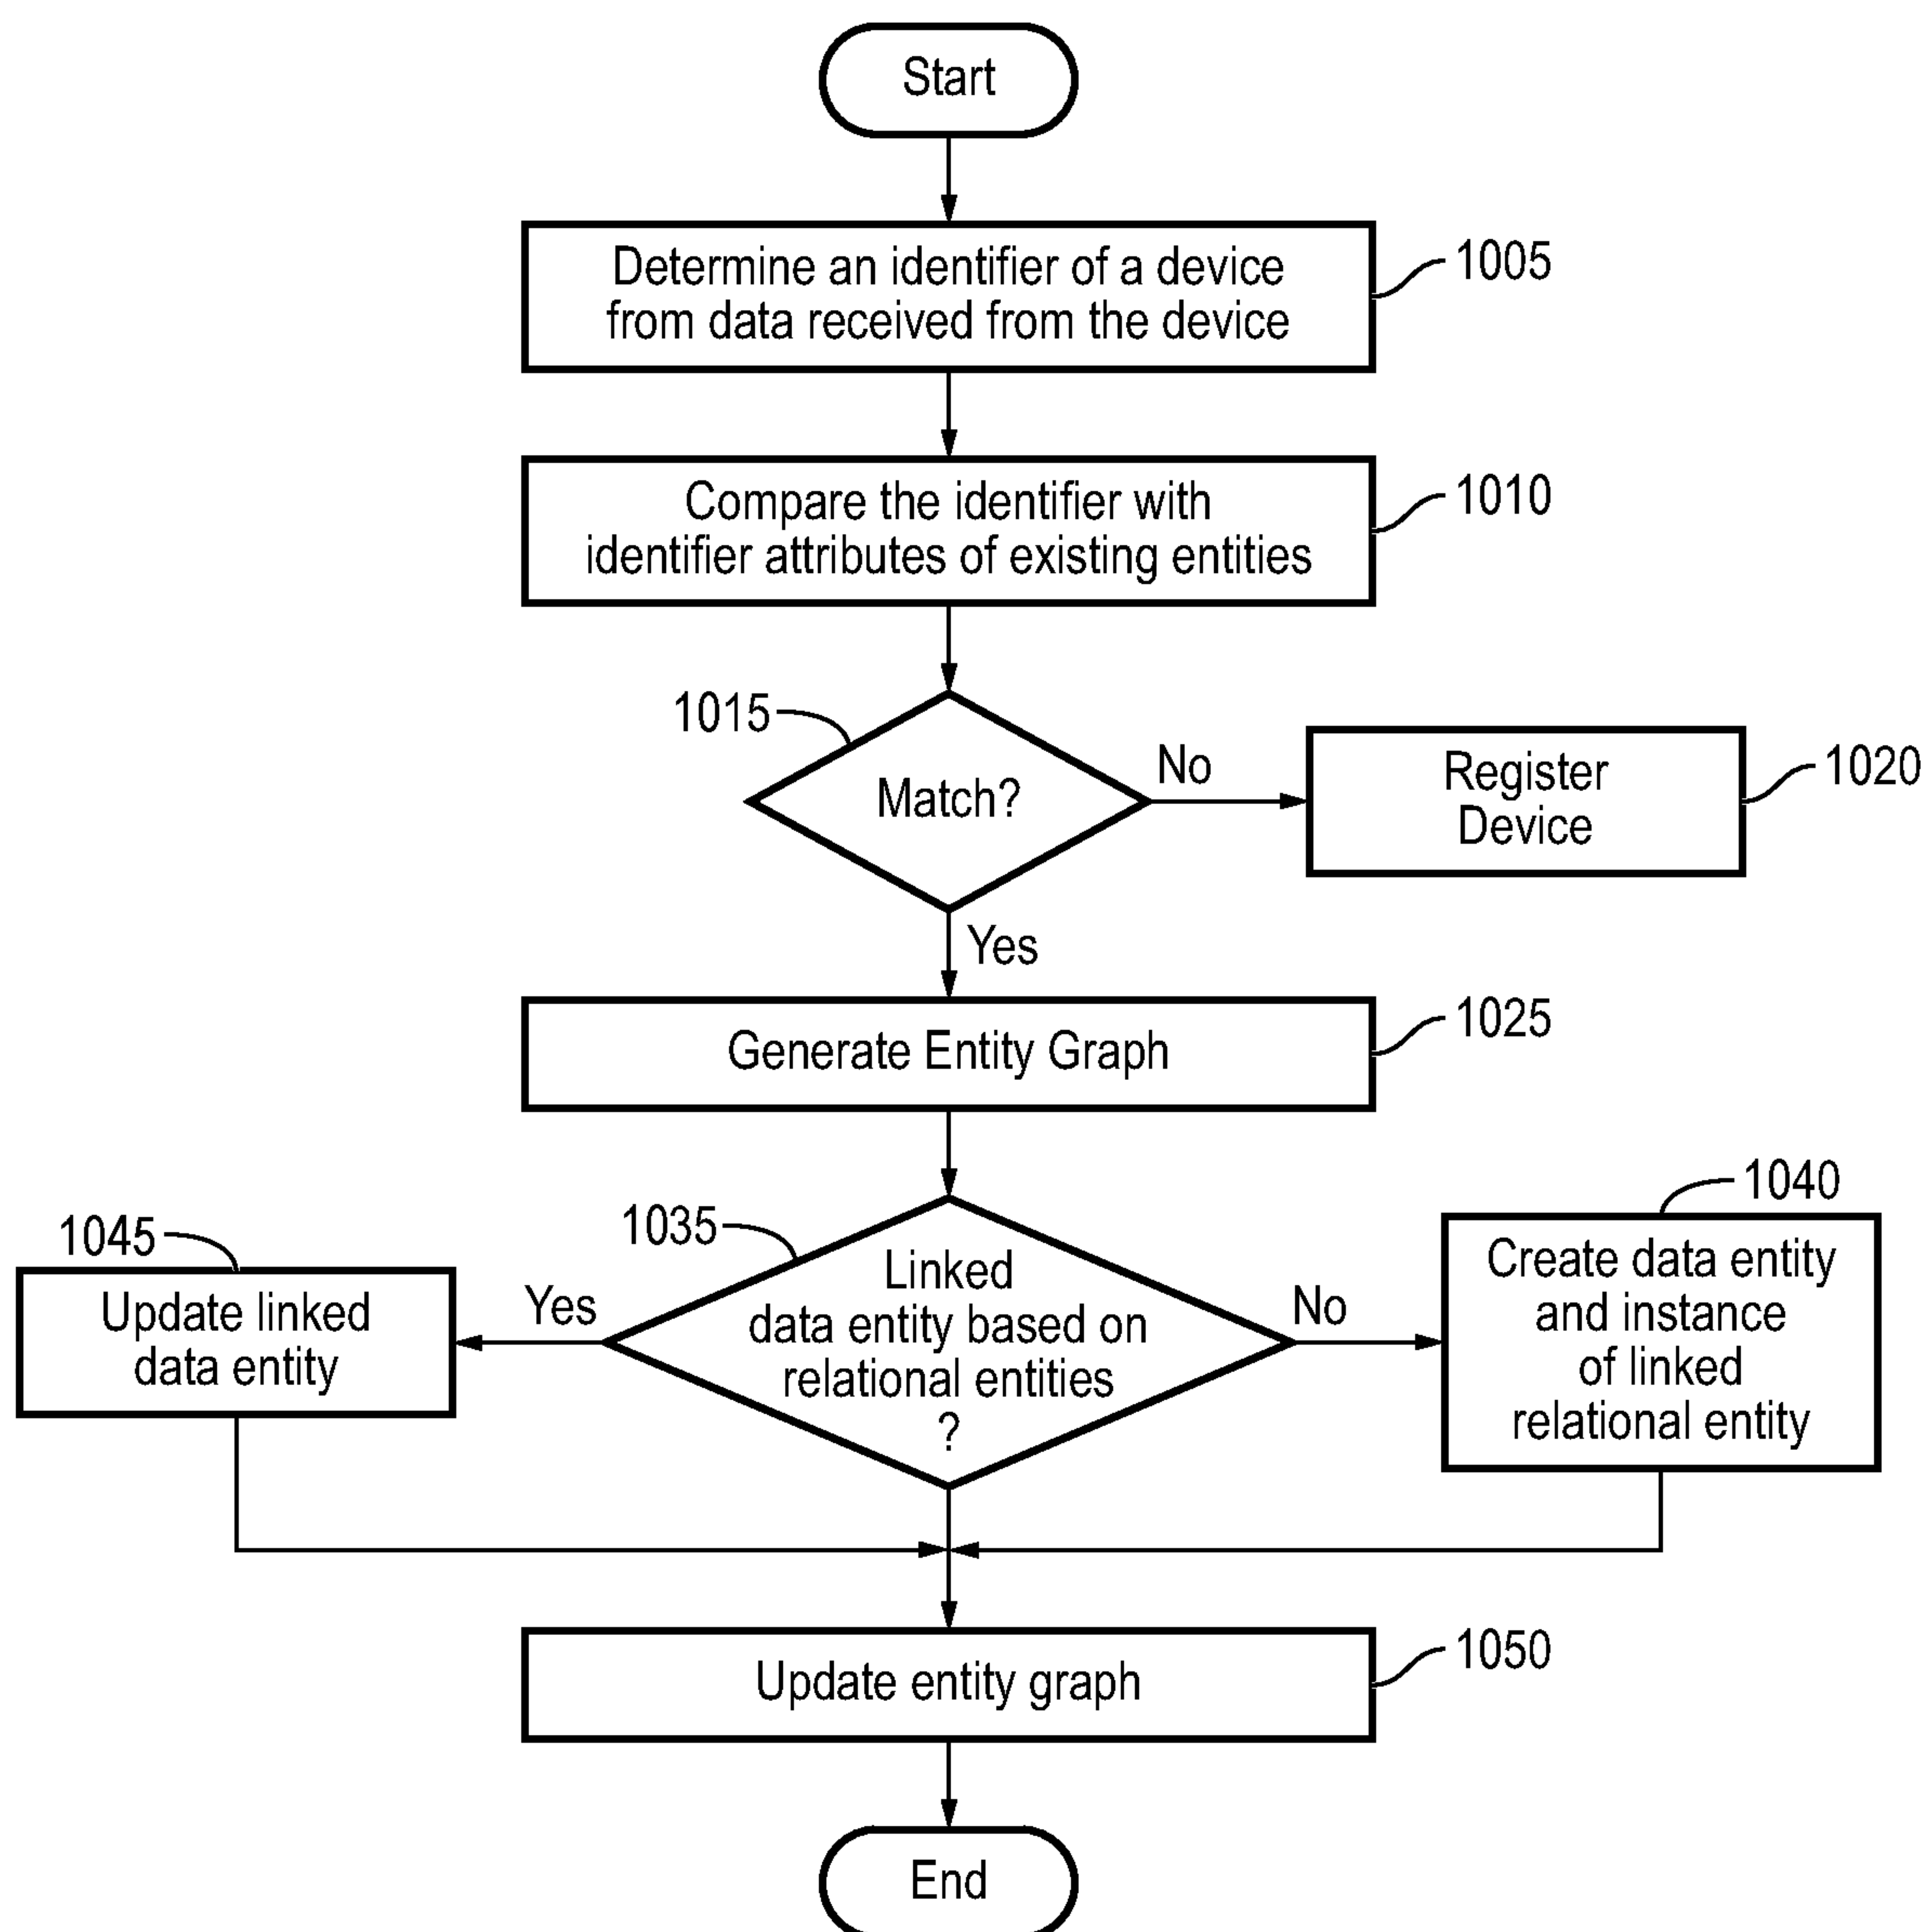 Start
Determine an identifier of a device
from data received from the device
1005
Compare the identifier with
identifier attributes of existing entities
1010
1015
Match?
No
Register
Device
1020
Yes
Generate Entity Graph
1025
1045
Update linked
data entity
Yes
1035
Linked
data entity based on
relational entities
?
No
1040
Create data entity
and instance
of linked
relational entity
Update entity graph
1050
End